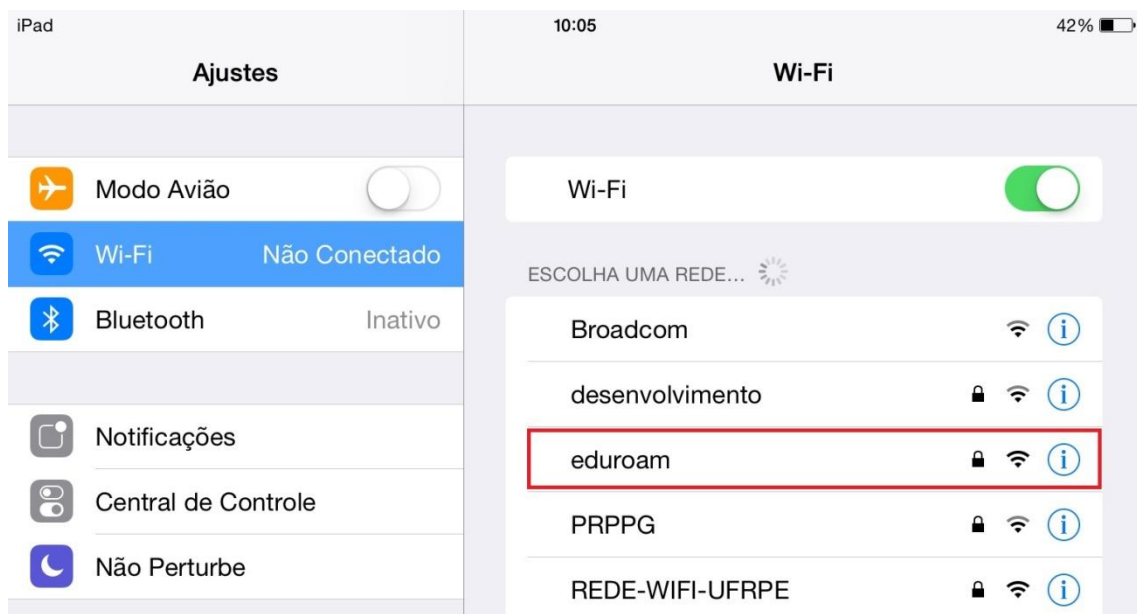 iPad 10:05 42%
Ajustes
Wi-Fi
Modo Avião
Wi-Fi Não Conectado
Bluetooth Inativo
Notificações
Central de Controle
Não Perturbe
Wi-Fi
ESCOLHA UMA REDE...
Broadcom
desenvolvimento
eduroam
PRPPG
REDE-WIFI-UFRPE